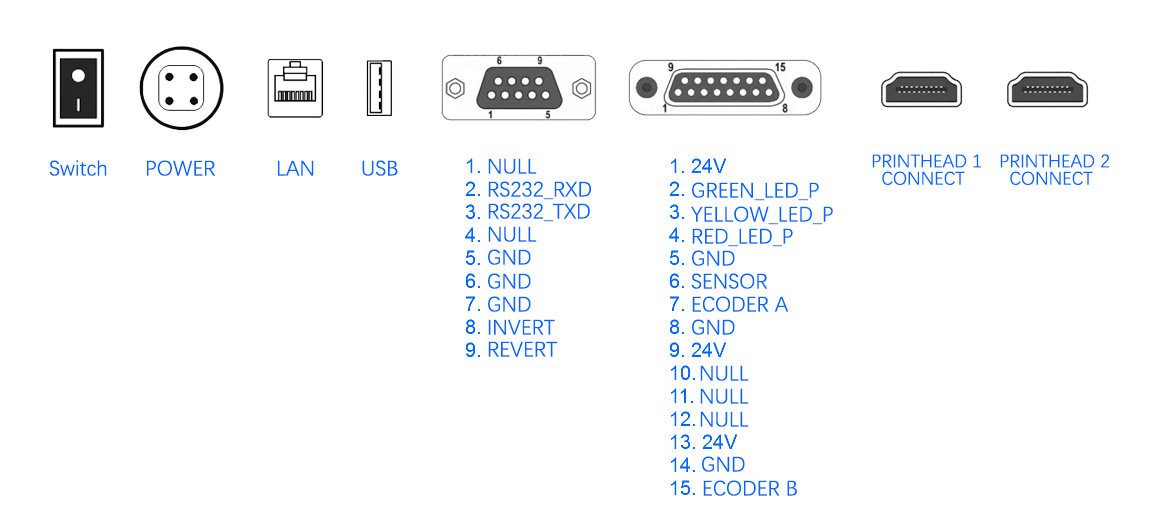 6 9
1 5
9 15
1 8
Switch
POWER
LAN
USB
1. NULL
2. RS232_RXD
3. RS232_TXD
4. NULL
5. GND
6. GND
7. GND
8. INVERT
9. REVERT
1. 24V
2. GREEN_LED_P
3. YELLOW_LED_P
4. RED_LED_P
5. GND
6. SENSOR
7. ECODER A
8. GND
9. 24V
10. NULL
11. NULL
12. NULL
13. 24V
14. GND
15. ECODER B
PRINTHEAD 1
CONNECT
PRINTHEAD 2
CONNECT